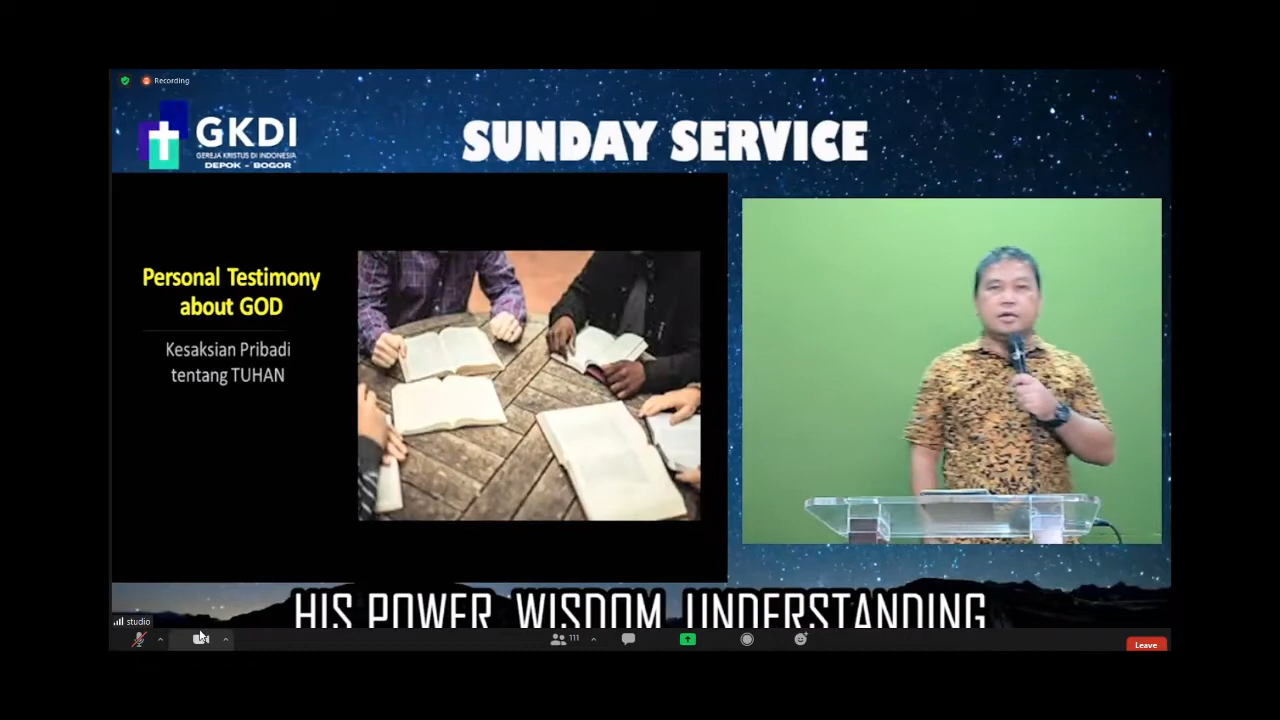 Recording
GKDI
GEREJA KRISTUS DI INDONESIA
DEPOK - BOGOR
SUNDAY SERVICE
Personal Testimony
about GOD
Kesaksian Pribadi
tentang TUHAN
HIS POWER, WISDOM, UNDERSTANDING
studio
111
Leave